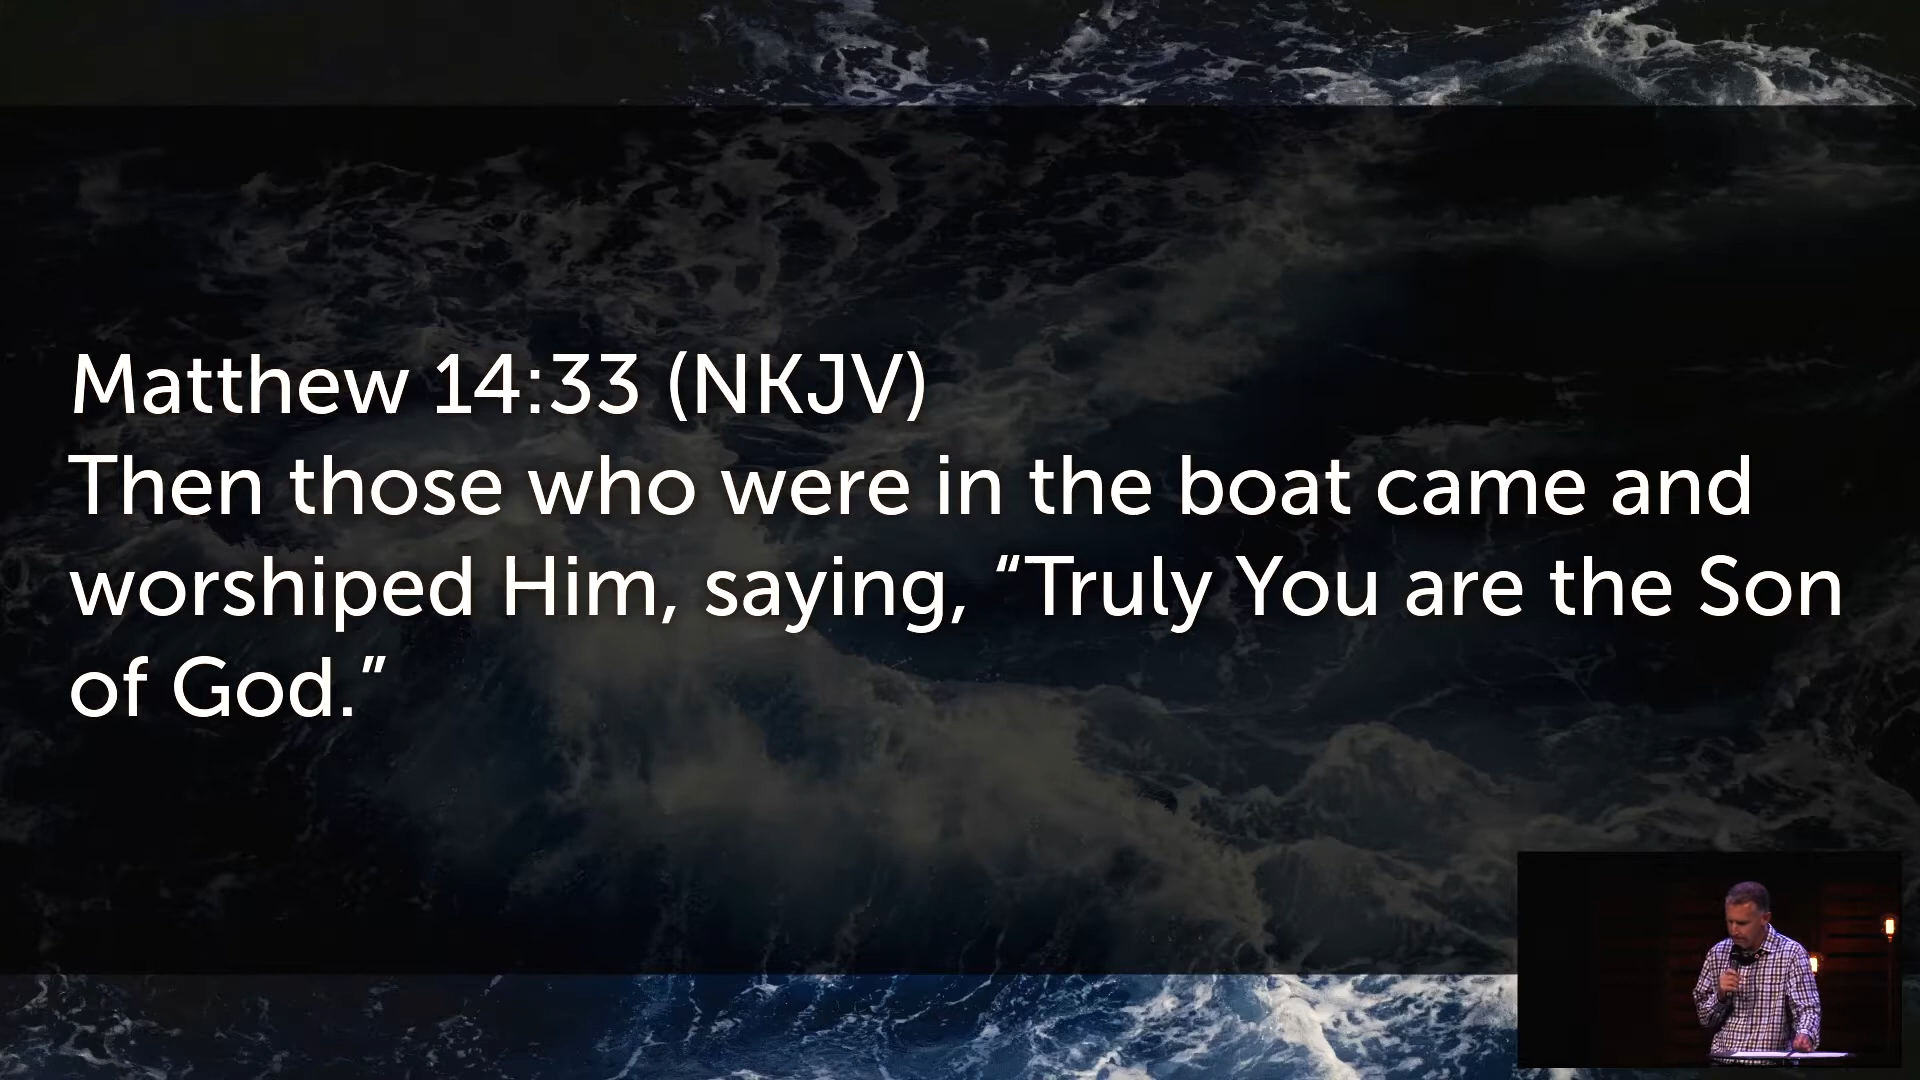 Matthew 14:33 (NKJV)
Then those who were in the boat came and
worshiped Him, saying, “Truly You are the Son
of God.”